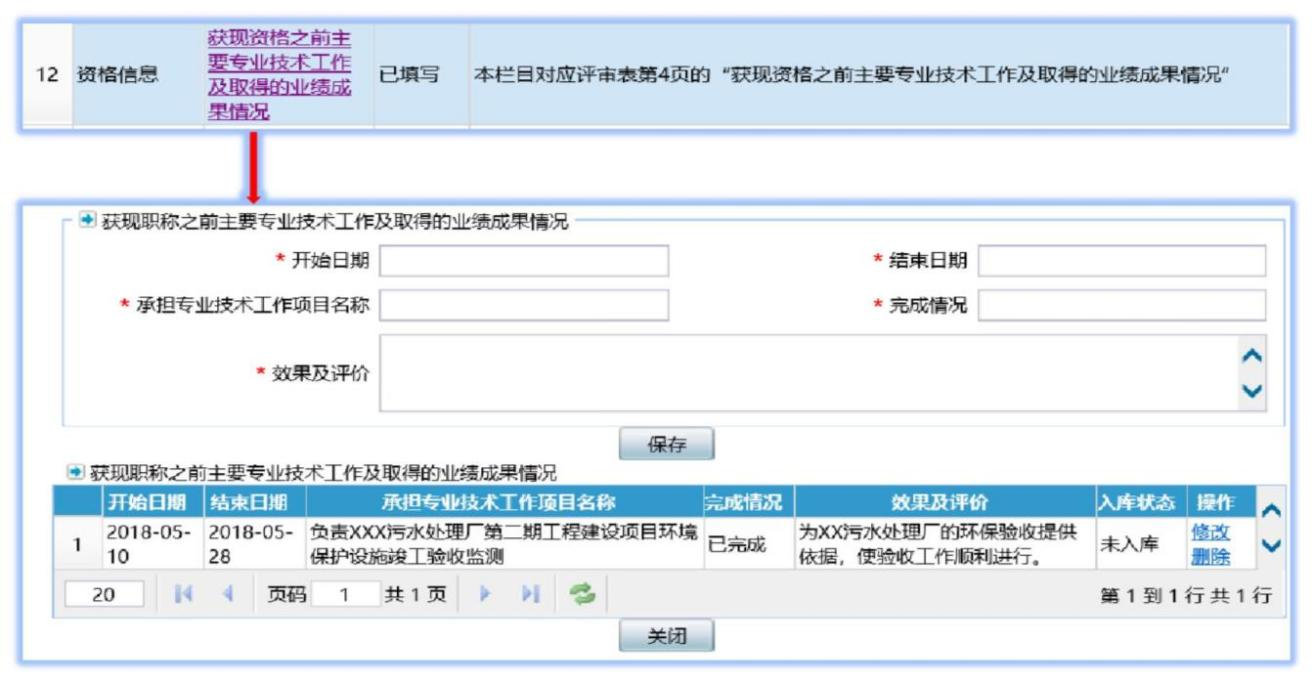 获现资格之前主
要专业技术工作
12 资格信息 及取得的业绩成 已填写 本栏目对应评审表第4页的“获现资格之前主要专业技术工作及取得的业绩成果情况”
果情况
获现职称之前主要专业技术工作及取得的业绩成果情况
* 开始日期 * 结束日期
* 承担专业技术工作项目名称 * 完成情况
* 效果及评价
保存
获现职称之前主要专业技术工作及取得的业绩成果情况
开始日期 结束日期 承担专业技术工作项目名称 完成情况 效果及评价 入库状态 操作
2018-05- 2018-05- 负责XXX污水处理厂第二期工程建设项目环境 为XX污水处理厂的环保验收提供 修改
1 已完成 未入库
10 28 保护设施竣工验收监测 依据，使验收工作顺利进行。 删除
20 页码 1 共1页 第1到1行共1行
关闭